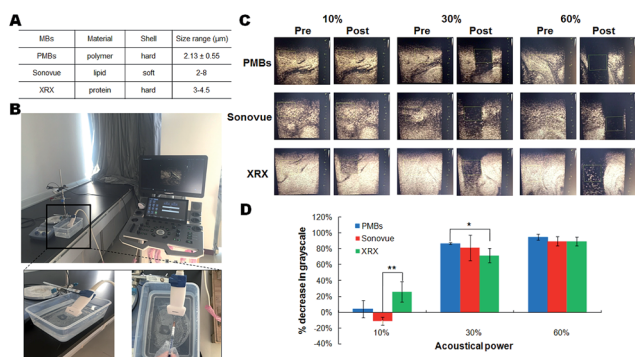 A
MBs Material Shell Size range (μm)
PMBs polymer hard 2.13 ± 0.55
Sonovue lipid soft 2-8
XRX protein hard 3-4.5
B
C
10% 30% 60%
Pre Post Pre Post Pre Post
PMBs
Sonovue
XRX
D
% decrease in grayscale
120%
100%
80%
60%
40%
20%
0%
-20%
-40%
PMBs
Sonovue
XRX
**
*
10% 30% 60%
Acoustical power